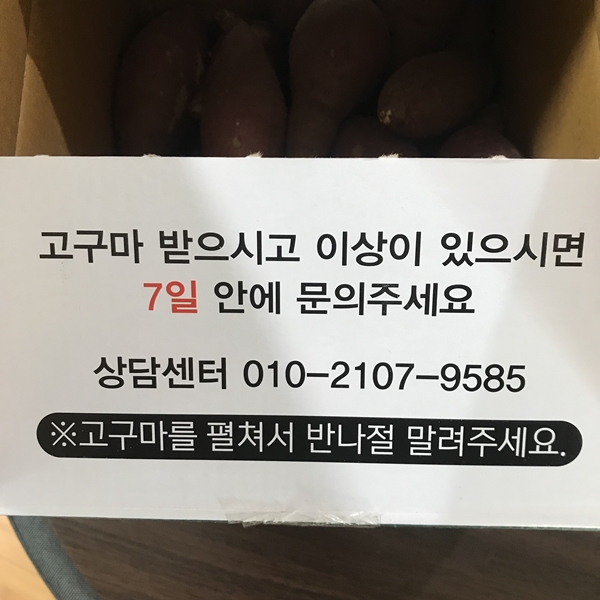 고구마 받으시고 이상이 있으시면
7일 안에 문의주세요
상담센터 010-2107-9585
※고구마를 펼쳐서 반나절 말려주세요.